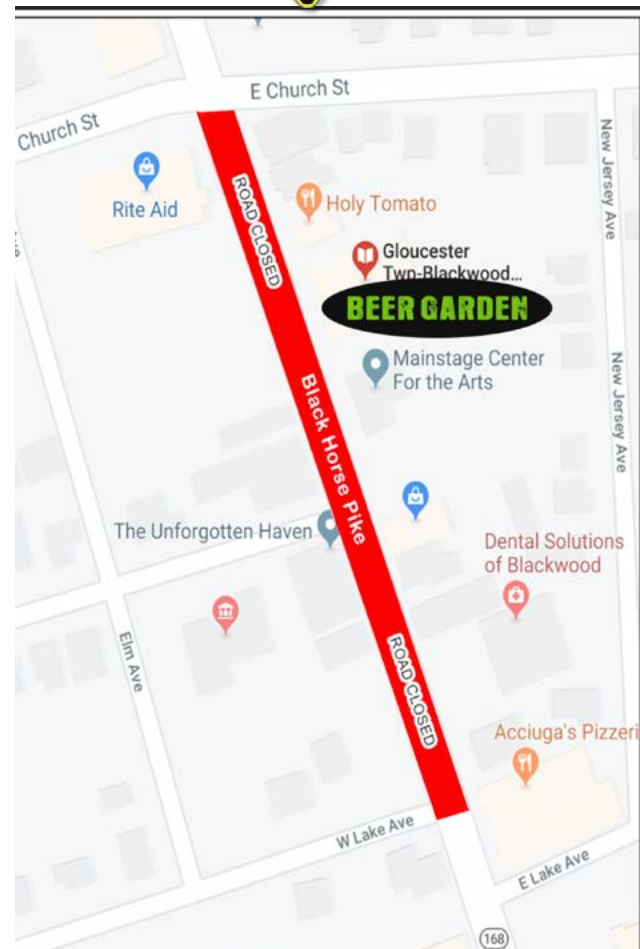 E Church St
Church St
New Jersey Ave
Rite Aid
ROAD CLOSED
Holy Tomato
Gloucester
Twp-Blackwood...
BEER GARDEN
Mainstage Center
For the Arts
New Jersey Ave
Black Horse Pike
The Unforgotten Haven
Dental Solutions
of Blackwood
Elm Ave
ROAD CLOSED
Acciuga's Pizzeri
W Lake Ave
E Lake Ave
168